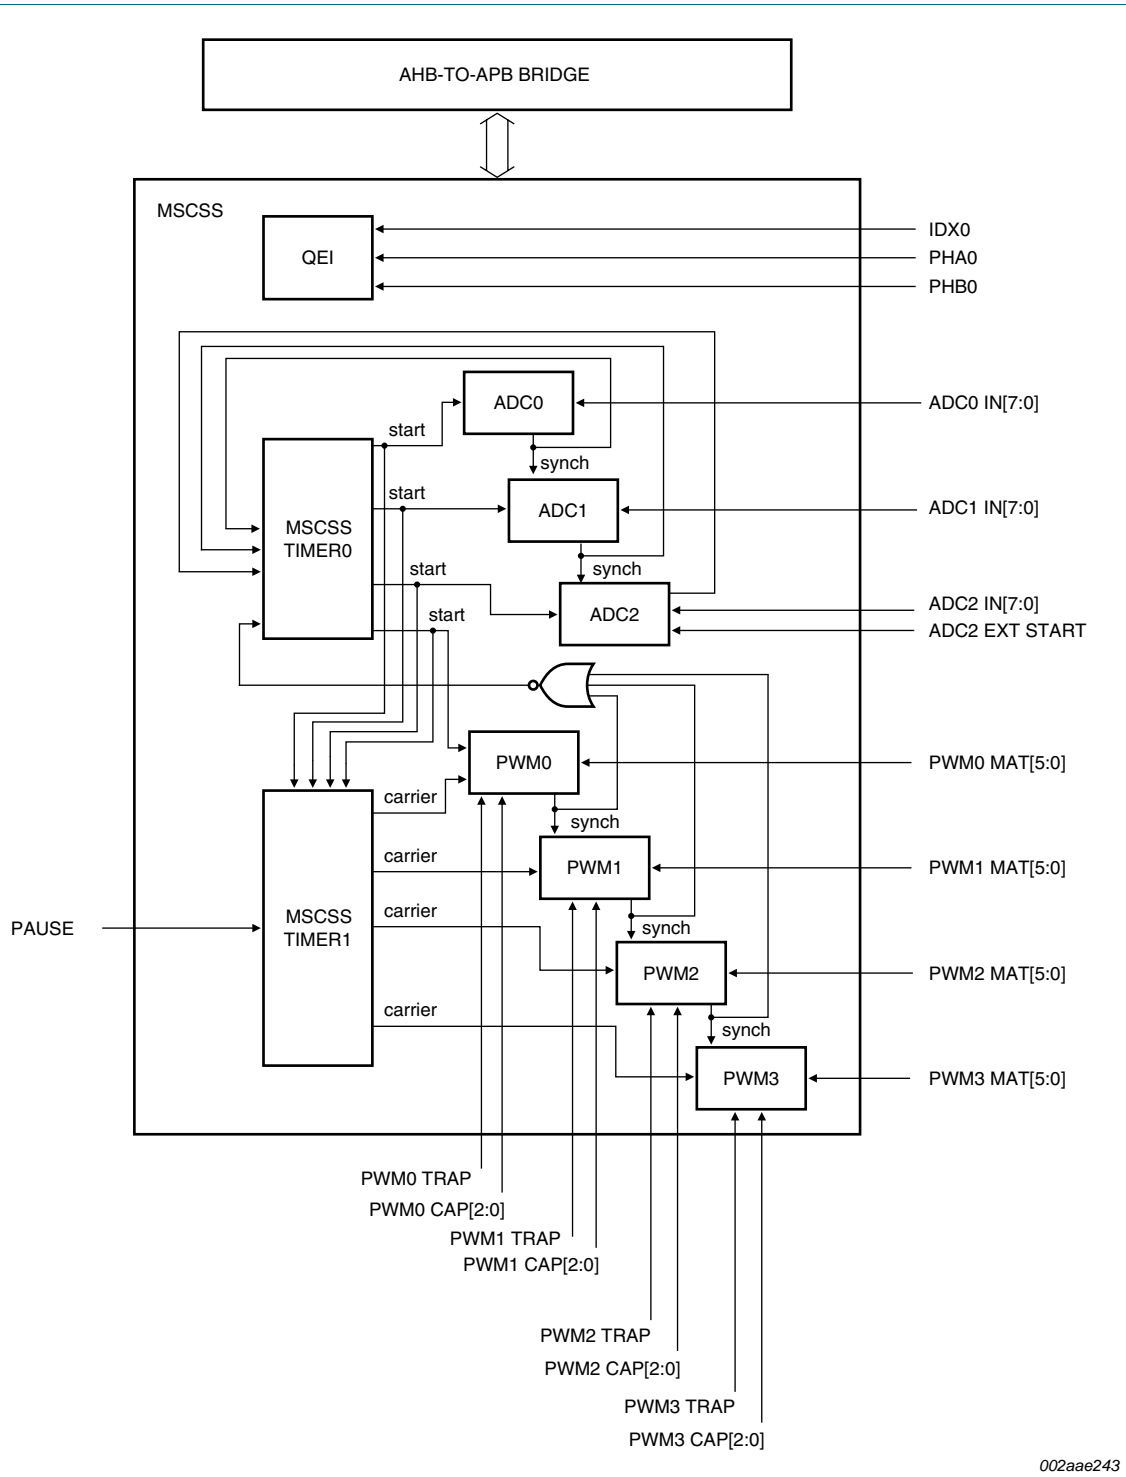 AHB-TO-APB BRIDGE
MSCSS
QEI
IDX0
PHA0
PHB0
ADC0
ADC0 IN[7:0]
start
synch
start
ADC1
ADC1 IN[7:0]
MSCSS
TIMER0
synch
start
ADC2
ADC2 IN[7:0]
ADC2 EXT START
start
PWM0
PWM0 MAT[5:0]
carrier
synch
carrier
PWM1
PWM1 MAT[5:0]
carrier
MSCSS
TIMER1
PAUSE
synch
PWM2
PWM2 MAT[5:0]
carrier
synch
PWM3
PWM3 MAT[5:0]
PWM0 TRAP
PWM0 CAP[2:0]
PWM1 TRAP
PWM1 CAP[2:0]
PWM2 TRAP
PWM2 CAP[2:0]
PWM3 TRAP
PWM3 CAP[2:0]
002aae243